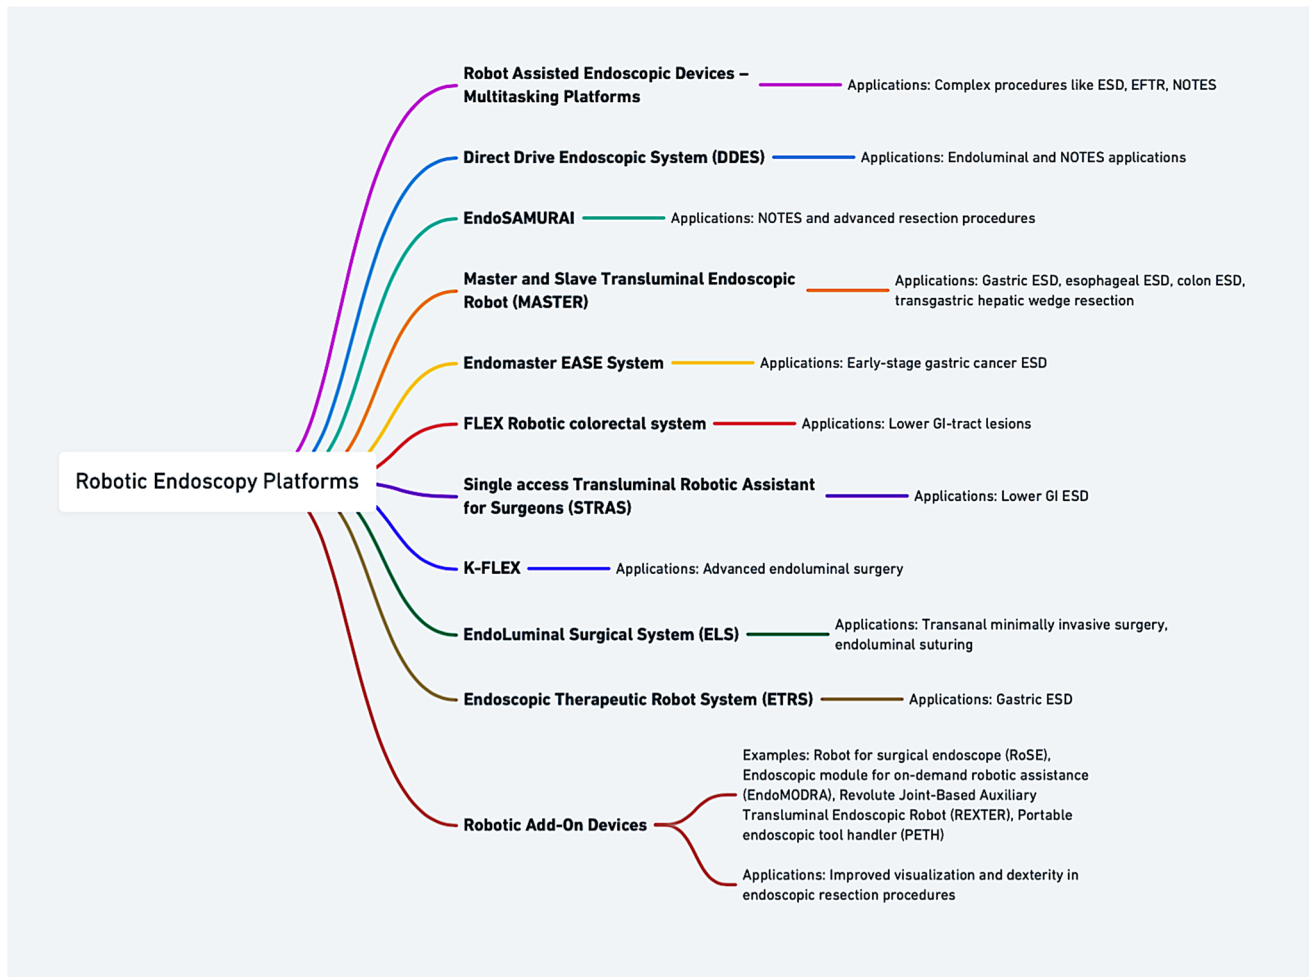 Robot Assisted Endoscopic Devices –
Multitasking Platforms
Applications: Complex procedures like ESD, EFTR, NOTES
Direct Drive Endoscopic System (DDES)
Applications: Endoluminal and NOTES applications
EndoSAMURAI
Applications: NOTES and advanced resection procedures
Master and Slave Transluminal Endoscopic
Robot (MASTER)
Applications: Gastric ESD, esophageal ESD, colon ESD,
transgastric hepatic wedge resection
Endomaster EASE System
Applications: Early-stage gastric cancer ESD
FLEX Robotic colorectal system
Applications: Lower GI-tract lesions
Robotic Endoscopy Platforms
Single access Transluminal Robotic Assistant
for Surgeons (STRAS)
Applications: Lower GI ESD
K-FLEX
Applications: Advanced endoluminal surgery
EndoLuminal Surgical System (ELS)
Applications: Transanal minimally invasive surgery,
endoluminal suturing
Endoscopic Therapeutic Robot System (ETRS)
Applications: Gastric ESD
Robotic Add-On Devices
Examples: Robot for surgical endoscope (RoSE),
Endoscopic module for on-demand robotic assistance
(EndoMODRA), Revolute Joint-Based Auxiliary
Transluminal Endoscopic Robot (REXTER), Portable
endoscopic tool handler (PETH)
Applications: Improved visualization and dexterity in
endoscopic resection procedures